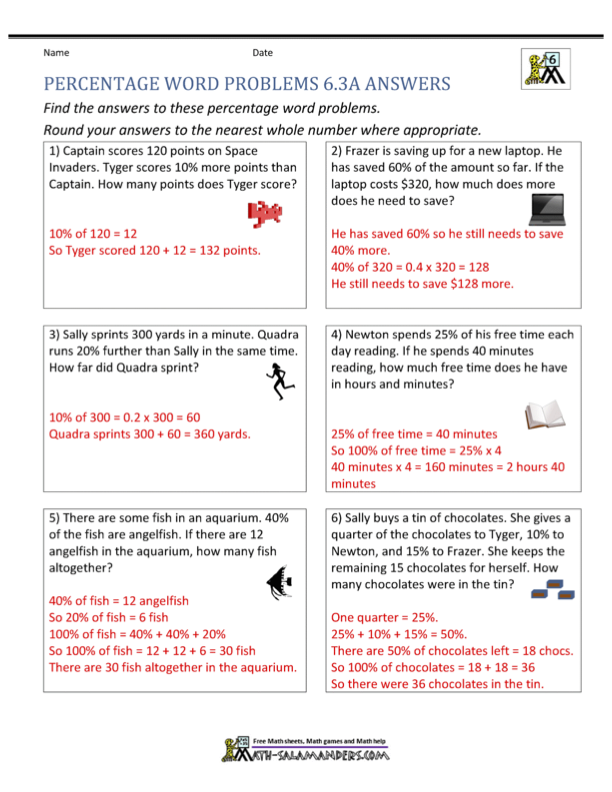 Name Date
6
PERCENTAGE WORD PROBLEMS 6.3A ANSWERS
Find the answers to these percentage word problems.
Round your answers to the nearest whole number where appropriate.
1) Captain scores 120 points on Space
Invaders. Tyger scores 10% more points than
Captain. How many points does Tyger score?
10% of 120 = 12
So Tyger scored 120 + 12 = 132 points.
2) Frazer is saving up for a new laptop. He
has saved 60% of the amount so far. If the
laptop costs $320, how much does more
does he need to save?
He has saved 60% so he still needs to save
40% more.
40% of 320 = 0.4 x 320 = 128
He still needs to save $128 more.
3) Sally sprints 300 yards in a minute. Quadra
runs 20% further than Sally in the same time.
How far did Quadra sprint?
10% of 300 = 0.2 x 300 = 60
Quadra sprints 300 + 60 = 360 yards.
4) Newton spends 25% of his free time each
day reading. If he spends 40 minutes
reading, how much free time does he have
in hours and minutes?
25% of free time = 40 minutes
So 100% of free time = 25% x 4
40 minutes x 4 = 160 minutes = 2 hours 40
minutes
5) There are some fish in an aquarium. 40%
of the fish are angelfish. If there are 12
angelfish in the aquarium, how many fish
altogether?
40% of fish = 12 angelfish
So 20% of fish = 6 fish
100% of fish = 40% + 40% + 20%
So 100% of fish = 12 + 12 + 6 = 30 fish
There are 30 fish altogether in the aquarium.
6) Sally buys a tin of chocolates. She gives a
quarter of the chocolates to Tyger, 10% to
Newton, and 15% to Frazer. She keeps the
remaining 15 chocolates for herself. How
many chocolates were in the tin?
One quarter = 25%.
25% + 10% + 15% = 50%.
There are 50% of chocolates left = 18 chocs.
So 100% of chocolates = 18 + 18 = 36
So there were 36 chocolates in the tin.
Free Math sheets, Math games and Math help
MATH-SALAMANDERS.COM